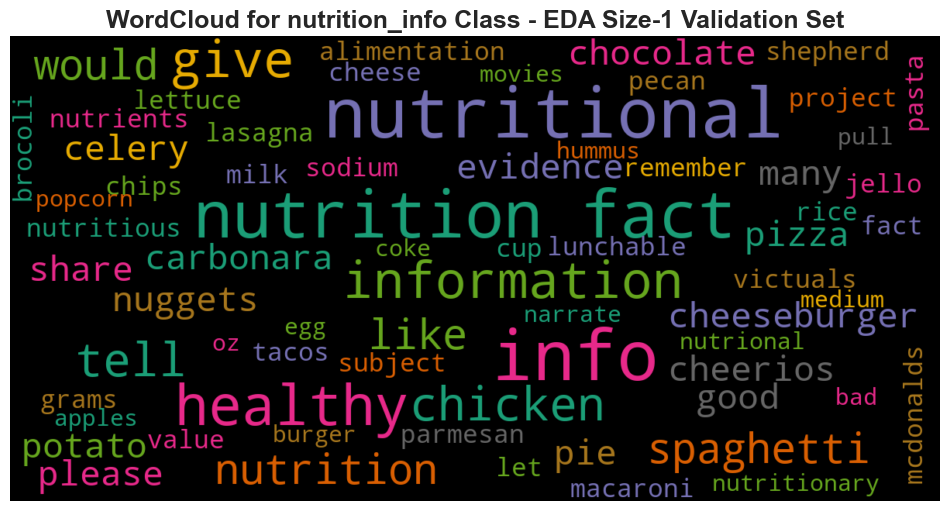 WordCloud for nutrition_info Class - EDA Size-1 Validation Set
would give alimentation chocolate shepherd
cheese movies pecan pasta
brocoli lettuce nutritional project
nutrients lasagna pull
celery hummus
milk sodium evidence remember many jello
chips
popcorn nutrition fact rice
nutritious pizza fact
share carbonara coke cup lunchable
information victuals
nuggets narrate medium
egg like cheeseburger
tell oz tacos info nutrional
subject cheerios
grams healthy chicken good bad mcdonalds
apples
potato value burger parmesan
please nutrition let pie spaghetti
macaroni nutritionary